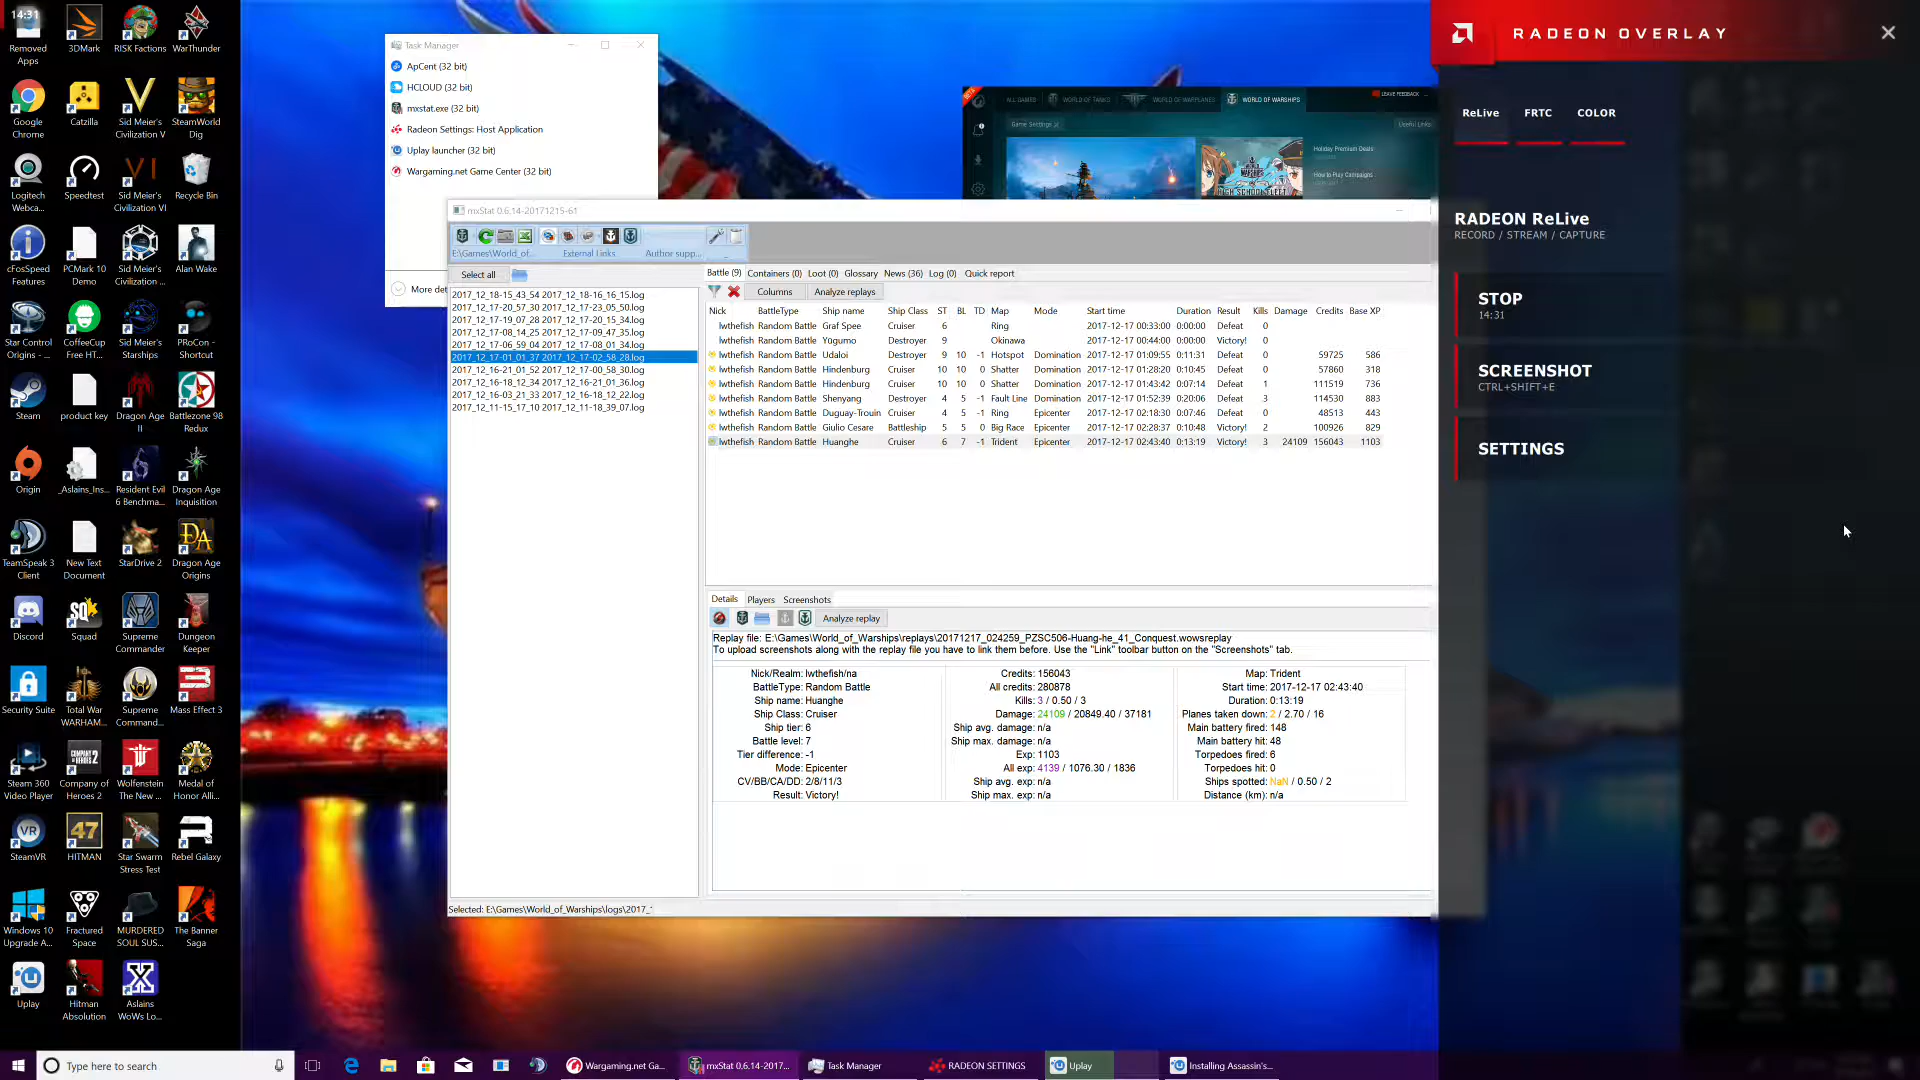 14:31
Removed Apps
3DMark
RISK Factions
WarThunder
Google Chrome
Catzilla
Sid Meier's Civilization V
SteamWorld Dig
Logitech Webca...
Speedtest
Sid Meier's Civilization VI
Recycle Bin
cFosSpeed Features
PCMark 10 Demo
Sid Meier's Civilization ...
Alan Wake
Star Control Origins - ...
CoffeeCup Free HT...
Sid Meier's Starships
PRoCon - Shortcut
Steam
product key
Dragon Age II
Battlezone 98 Redux
Origin
_Aslains_Ins...
Resident Evil 6 Benchma...
Dragon Age Inquisition
TeamSpeak 3 Client
New Text Document
StarDrive 2
Dragon Age Origins
Discord
Squad
Supreme Commander
Dungeon Keeper
Security Suite
Total War WARHAM...
Supreme Command...
Mass Effect 3
Steam 360 Video Player
Company of Heroes 2
Wolfenstein The New ...
Medal of Honor Alli...
SteamVR
HITMAN
Star Swarm Stress Test
Rebel Galaxy
Windows 10 Upgrade A...
Fractured Space
MURDERED SOUL SUS...
The Banner Saga
Uplay
Hitman Absolution
Aslains WoWs Lo...
Task Manager
ApCent (32 bit)
HCLOUD (32 bit)
mxstat.exe (32 bit)
Radeon Settings: Host Application
Uplay launcher (32 bit)
Wargaming.net Game Center (32 bit)
More det
BETA
ALL GAMES
WORLD OF TANKS
WORLD OF WARPLANES
WORLD OF WARSHIPS
LEAVE FEEDBACK
Game Settings
Useful Links
Holiday Premium Deals
How to Play Campaigns
HIGH SCHOOL FLEET
mxStat 0.6.14-20171215-61
E:\Games\World_of...
External Links
Author supp...
Select all
2017_12_18-15_43_54 2017_12_18-16_16_15.log
2017_12_17-20_57_30 2017_12_17-23_05_50.log
2017_12_17-19_07_28 2017_12_17-20_15_34.log
2017_12_17-08_14_25 2017_12_17-09_47_35.log
2017_12_17-06_59_04 2017_12_17-08_01_34.log
2017_12_17-01_01_37 2017_12_17-02_58_28.log
2017_12_16-21_01_52 2017_12_17-00_58_30.log
2017_12_16-18_12_34 2017_12_16-21_01_36.log
2017_12_16-03_21_33 2017_12_16-18_12_22.log
2017_12_11-15_17_10 2017_12_11-18_39_07.log
Battle (9) Containers (0) Loot (0) Glossary News (36) Log (0) Quick report
Columns Analyze replays
Nick BattleType Ship name Ship Class ST BL TD Map Mode Start time Duration Result Kills Damage Credits Base XP
lwthefish Random Battle Graf Spee Cruiser 6 Ring 2017-12-17 00:33:00 0:00:00 Defeat 0
lwthefish Random Battle Yūgumo Destroyer 9 Okinawa 2017-12-17 00:44:00 0:00:00 Victory! 0
lwthefish Random Battle Udaloi Destroyer 9 10 -1 Hotspot Domination 2017-12-17 01:09:55 0:11:31 Defeat 0 59725 586
lwthefish Random Battle Hindenburg Cruiser 10 10 0 Shatter Domination 2017-12-17 01:28:20 0:10:45 Defeat 0 57860 318
lwthefish Random Battle Hindenburg Cruiser 10 10 0 Shatter Domination 2017-12-17 01:43:42 0:07:14 Defeat 1 111519 736
lwthefish Random Battle Shenyang Destroyer 4 5 -1 Fault Line Domination 2017-12-17 01:52:39 0:20:06 Defeat 3 114530 883
lwthefish Random Battle Duguay-Trouin Cruiser 4 5 -1 Ring Epicenter 2017-12-17 02:18:30 0:07:46 Defeat 0 48513 443
lwthefish Random Battle Giulio Cesare Battleship 5 5 0 Big Race Epicenter 2017-12-17 02:28:37 0:10:48 Victory! 2 100926 829
lwthefish Random Battle Huanghe Cruiser 6 7 -1 Trident Epicenter 2017-12-17 02:43:40 0:13:19 Victory! 3 24109 156043 1103
Details Players Screenshots
Analyze replay
Replay file: E:\Games\World_of_Warships\replays\20171217_024259_PZSC506-Huang-he_41_Conquest.wowsreplay
To upload screenshots along with the replay file you have to link them before. Use the "Link" toolbar button on the "Screenshots" tab.
Nick/Realm: lwthefish/na
BattleType: Random Battle
Ship name: Huanghe
Ship Class: Cruiser
Ship tier: 6
Battle level: 7
Tier difference: -1
Mode: Epicenter
CV/BB/CA/DD: 2/8/11/3
Result: Victory!
Credits: 156043
All credits: 280878
Kills: 3 / 0.50 / 3
Damage: 24109 / 20849.40 / 37181
Ship avg. damage: n/a
Ship max. damage: n/a
Exp: 1103
All exp: 4139 / 1076.30 / 1836
Ship avg. exp: n/a
Ship max. exp: n/a
Map: Trident
Start time: 2017-12-17 02:43:40
Duration: 0:13:19
Planes taken down: 2 / 2.70 / 16
Main battery fired: 148
Main battery hit: 48
Torpedoes fired: 6
Torpedoes hit: 0
Ships spotted: NaN / 0.50 / 2
Distance (km): n/a
Selected: E:\Games\World_of_Warships\logs\2017_
RADEON OVERLAY
ReLive FRTC COLOR
RADEON ReLive
RECORD / STREAM / CAPTURE
STOP
14:31
SCREENSHOT
CTRL+SHIFT+E
SETTINGS
Type here to search
Wargaming.net Ga...
mxStat 0.6.14-2017...
Task Manager
RADEON SETTINGS
Uplay
Installing Assassin's...